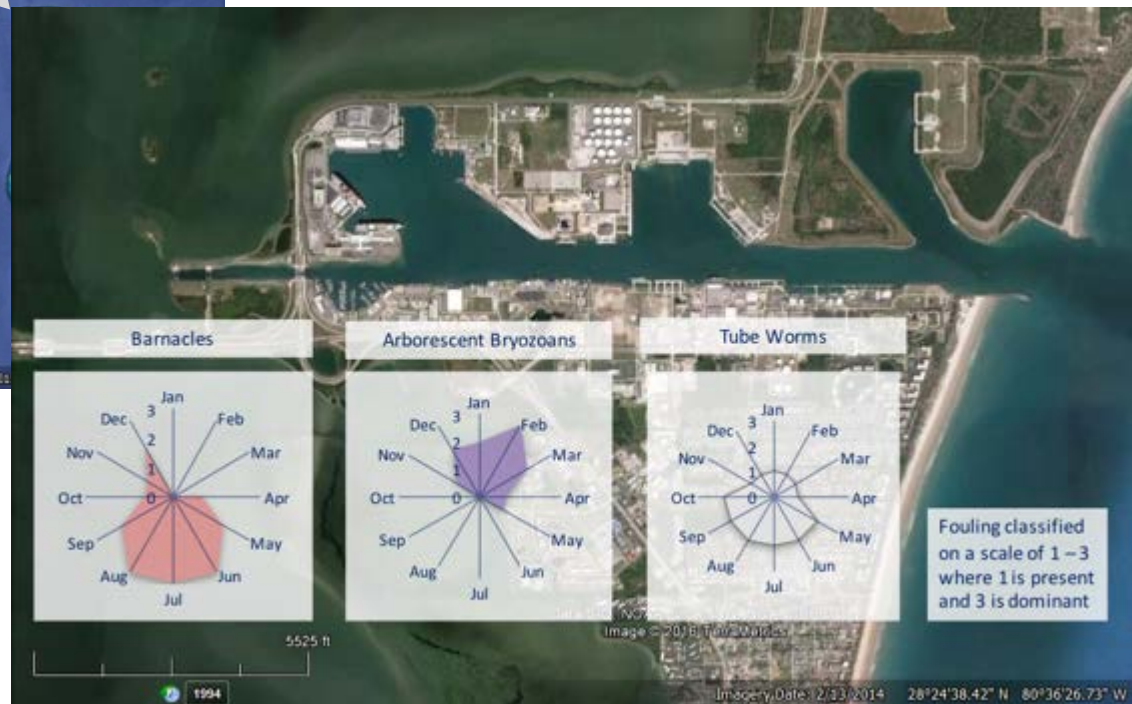 Barnacles
Arborescent Bryozoans
Tube Worms
Jan
Feb
Mar
Apr
May
Jun
Jul
Aug
Sep
Oct
Nov
Dec
3
2
1
0
Jan
Feb
Mar
Apr
May
Jun
Jul
Aug
Sep
Oct
Nov
Dec
3
2
1
0
Jan
Feb
Mar
Apr
May
Jun
Jul
Aug
Sep
Oct
Nov
Dec
3
2
1
0
Fouling classified
on a scale of 1 – 3
where 1 is present
and 3 is dominant
Image © 2016 TerraMetrics
5525 ft
1994
Imagery Date: 2/13/2014 28°24'38.42" N 80°36'26.73" W